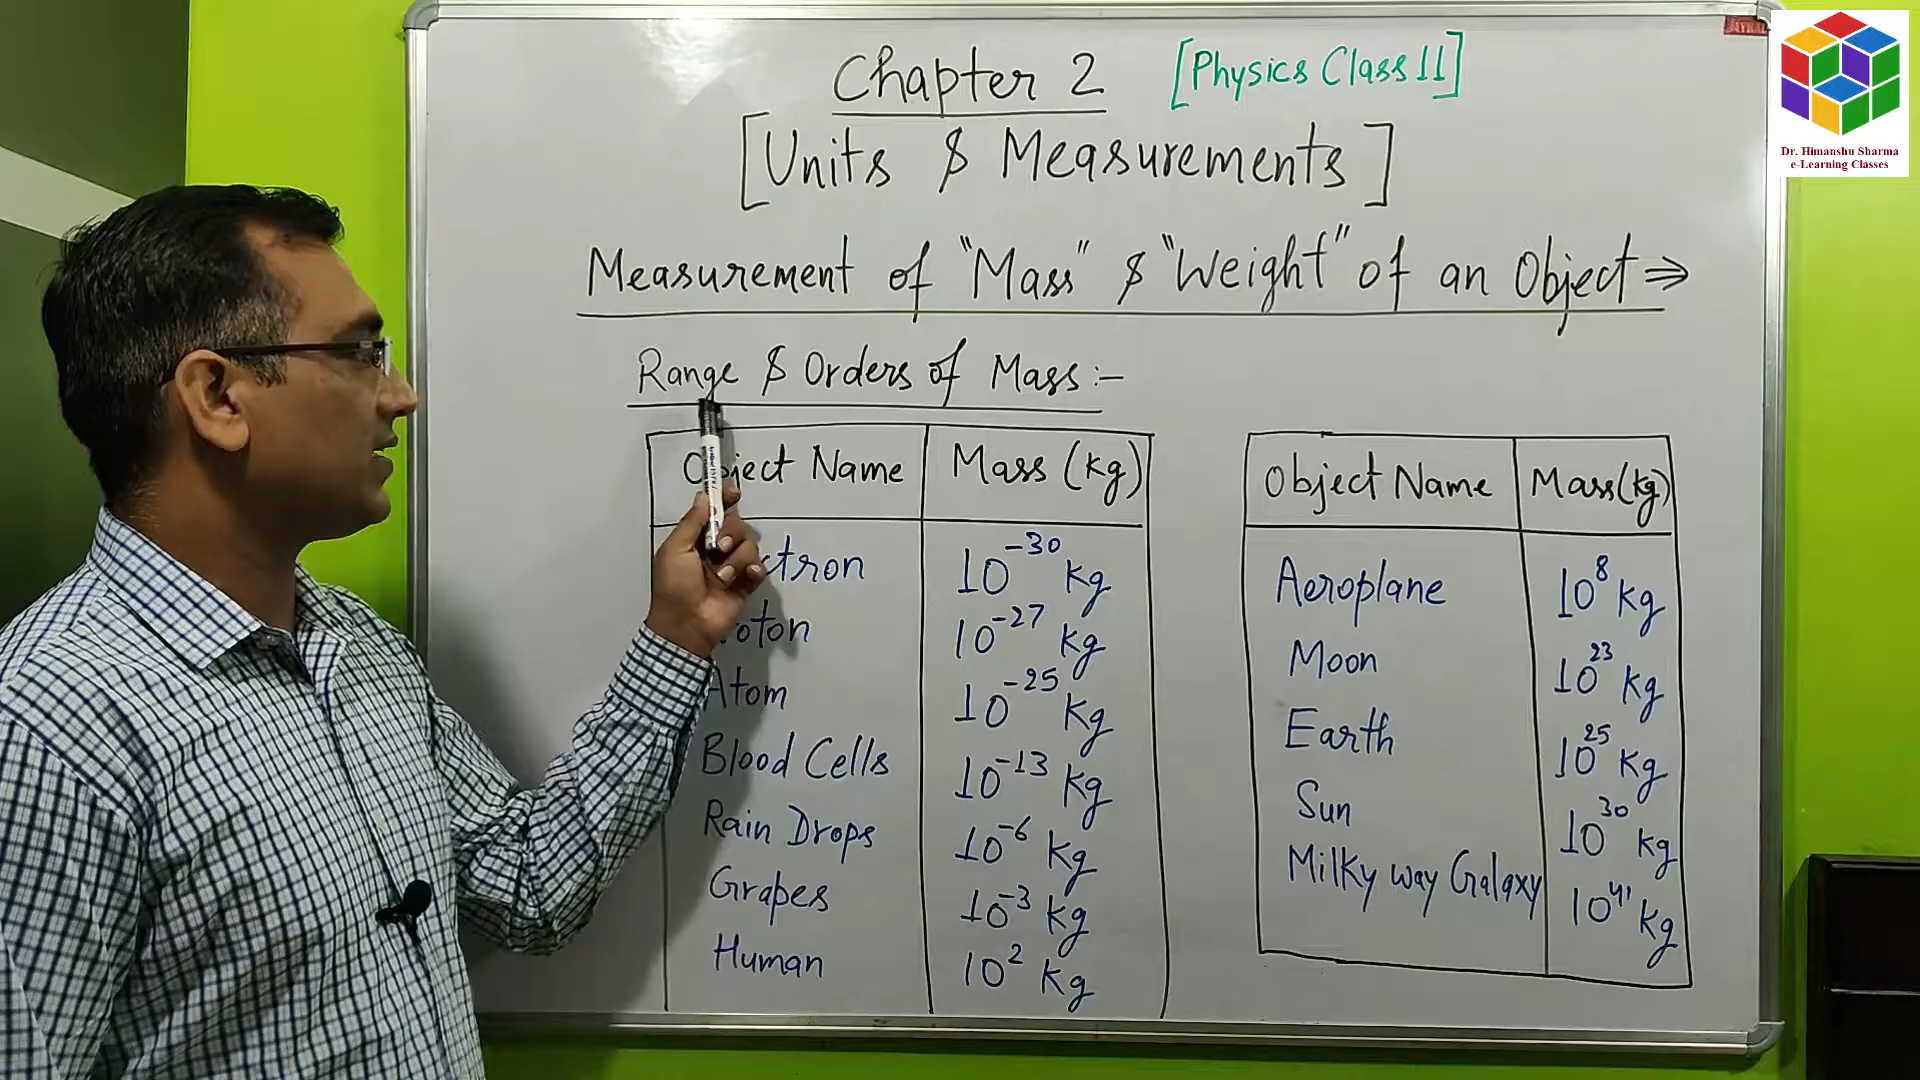 Chapter 2 [Physics Class 11]
[Units & Measurements]
Measurement of "Mass" & "Weight" of an Object ⇒
Range & Orders of Mass :-
Object Name Mass (kg)
10⁻³⁰ kg
10⁻²⁷ kg
Atom 10⁻²⁵ kg
Blood Cells 10⁻¹³ kg
Rain Drops 10⁻⁶ kg
Grapes 10⁻³ kg
Human 10² kg
Object Name Mass (kg)
Aeroplane 10⁸ kg
Moon 10²³ kg
Earth 10²⁵ kg
Sun 10³⁰ kg
Milky way Galaxy 10⁴¹ kg
Dr. Himanshu Sharma
e-Learning Classes